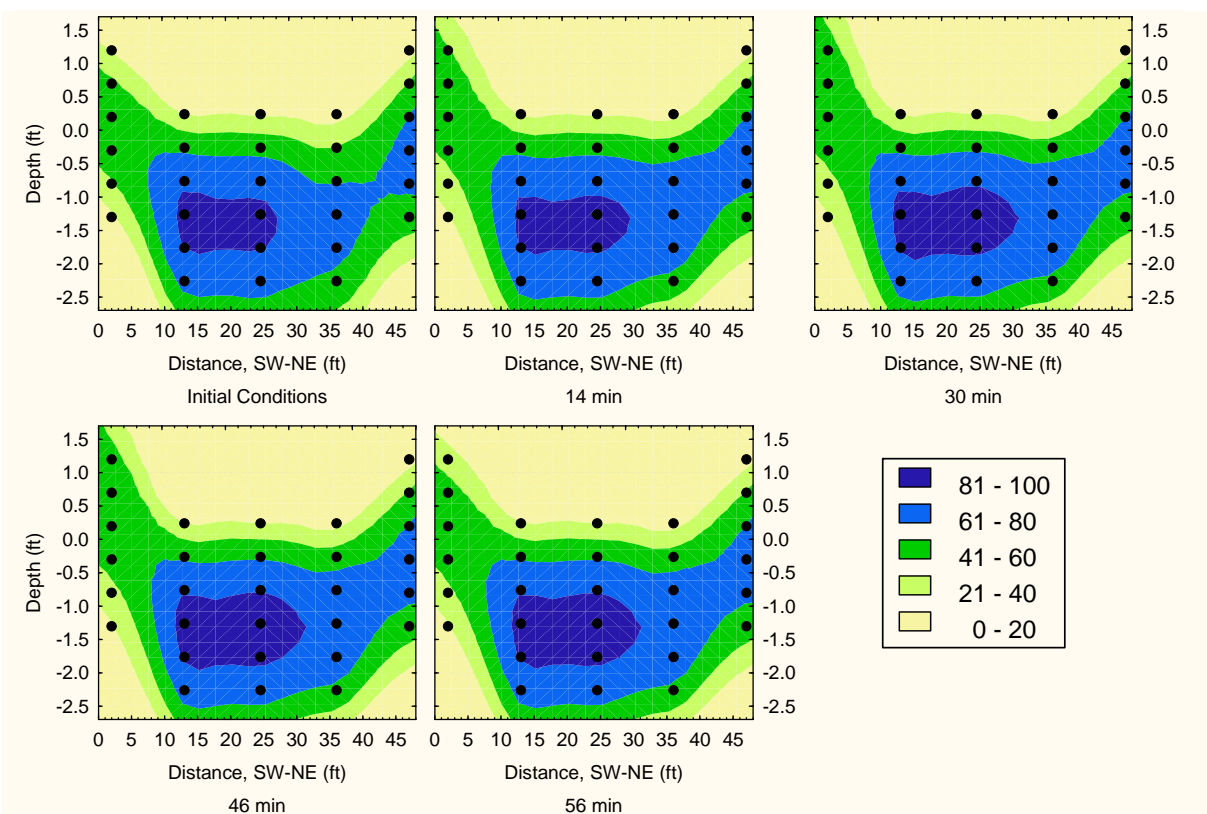 1.5
1.0
0.5
0.0
-0.5
-1.0
-1.5
-2.0
-2.5
Depth (ft)
0 5 10 15 20 25 30 35 40 45
Distance, SW-NE (ft)
Initial Conditions
0 5 10 15 20 25 30 35 40 45
Distance, SW-NE (ft)
14 min
1.5
1.0
0.5
0.0
-0.5
-1.0
-1.5
-2.0
-2.5
0 5 10 15 20 25 30 35 40 45
Distance, SW-NE (ft)
30 min
1.5
1.0
0.5
0.0
-0.5
-1.0
-1.5
-2.0
-2.5
Depth (ft)
0 5 10 15 20 25 30 35 40 45
Distance, SW-NE (ft)
46 min
1.5
1.0
0.5
0.0
-0.5
-1.0
-1.5
-2.0
-2.5
0 5 10 15 20 25 30 35 40 45
Distance, SW-NE (ft)
56 min
81 - 100
61 - 80
41 - 60
21 - 40
0 - 20